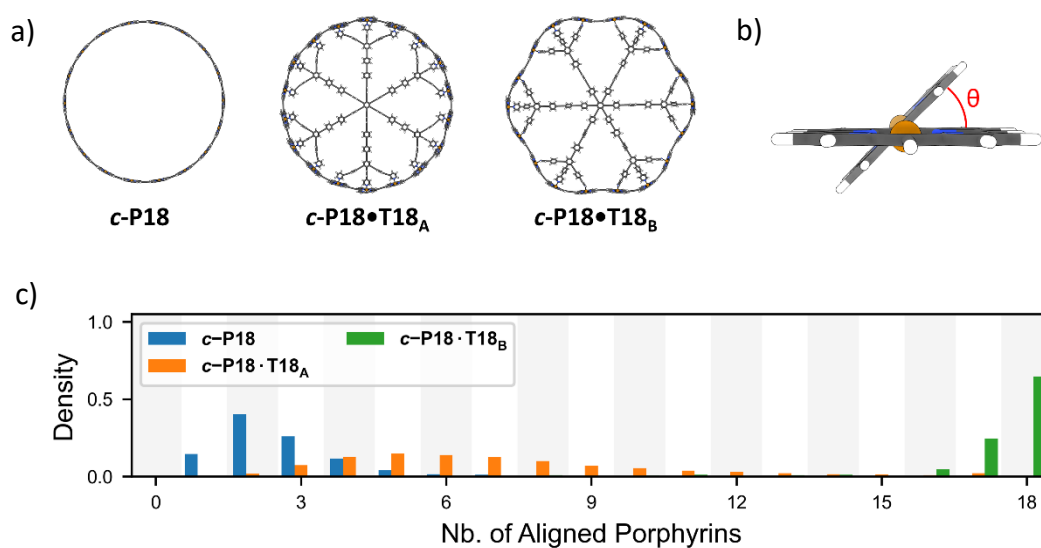 a)
b)
c-P18
c-P18•T18A
c-P18•T18B
θ
c)
Density
1.0
0.5
0.0
c–P18
c–P18 · T18A
c–P18 · T18B
0 3 6 9 12 15 18
Nb. of Aligned Porphyrins